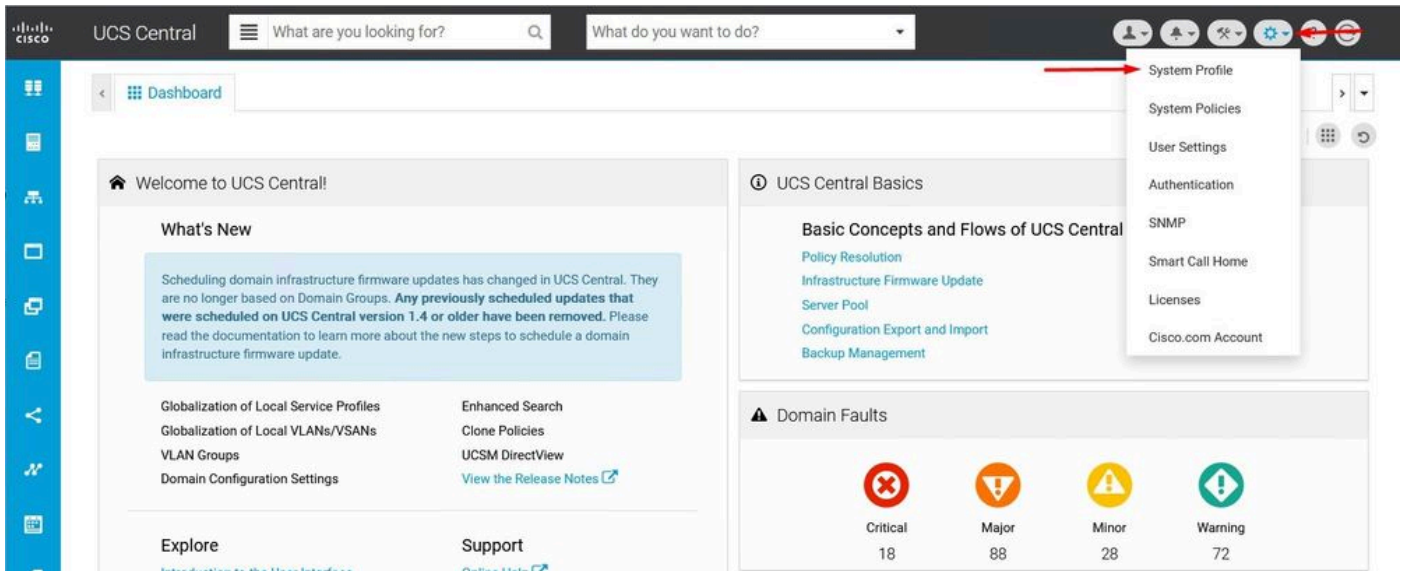 CISCO
UCS Central
What are you looking for?
What do you want to do?
?
System Profile
System Policies
User Settings
Authentication
SNMP
Smart Call Home
Licenses
Cisco.com Account
Dashboard
Welcome to UCS Central!
What's New
Scheduling domain infrastructure firmware updates has changed in UCS Central. They
are no longer based on Domain Groups. Any previously scheduled updates that
were scheduled on UCS Central version 1.4 or older have been removed. Please
read the documentation to learn more about the new steps to schedule a domain
infrastructure firmware update.
Globalization of Local Service Profiles
Globalization of Local VLANs/VSANs
VLAN Groups
Domain Configuration Settings
Enhanced Search
Clone Policies
UCSM DirectView
View the Release Notes
Explore
Introduction to the User Interface
Support
Online Help
UCS Central Basics
Basic Concepts and Flows of UCS Central
Policy Resolution
Infrastructure Firmware Update
Server Pool
Configuration Export and Import
Backup Management
Domain Faults
Critical
18
Major
88
Minor
28
Warning
72